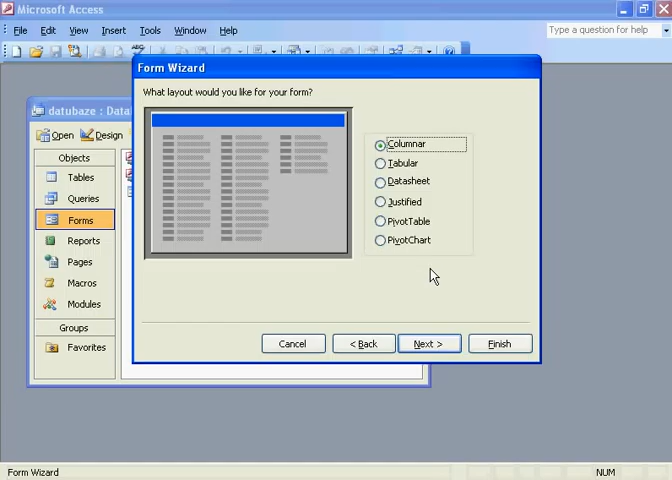 Microsoft Access
File Edit View Insert Tools Window Help
Type a question for help
Form Wizard
What layout would you like for your form?
Columnar
Tabular
Datasheet
Justified
PivotTable
PivotChart
Cancel
< Back
Next >
Finish
datubaze : Data
Open Design
Objects
Tables
Queries
Forms
Reports
Pages
Macros
Modules
Groups
Favorites
Form Wizard
NUM